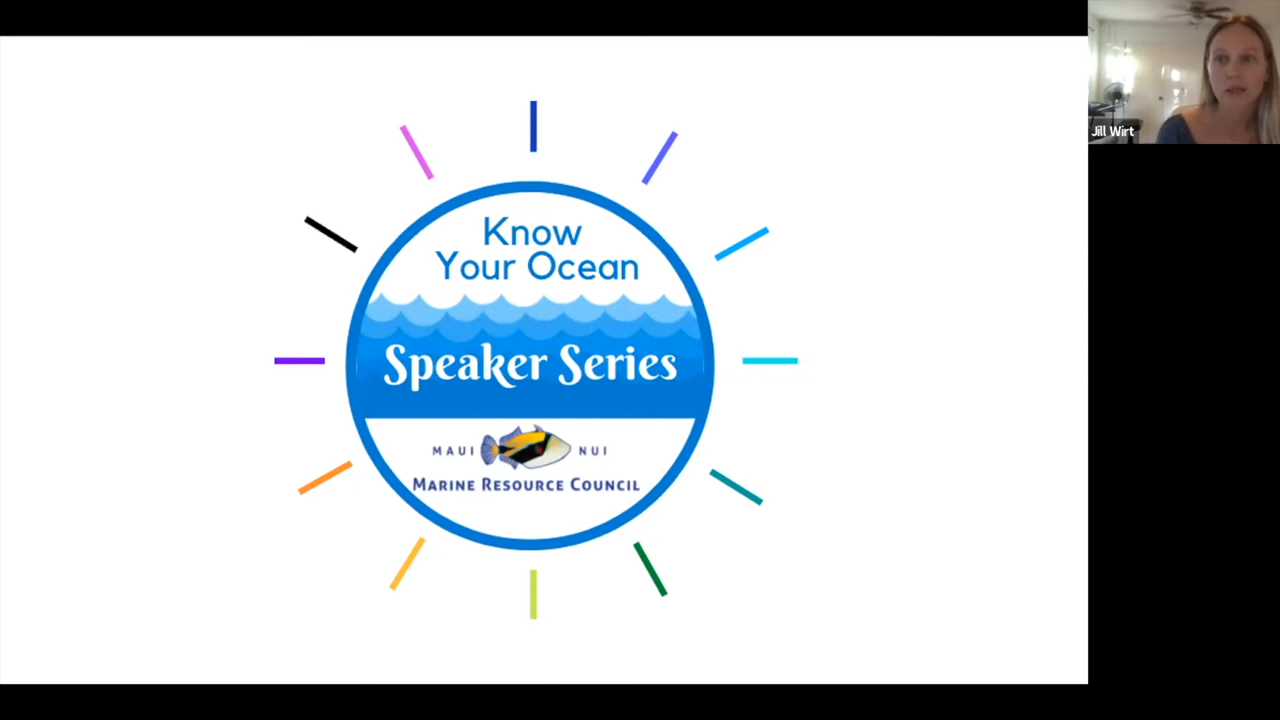 Know
Your Ocean
Speaker Series
MAUI NUI
MARINE RESOURCE COUNCIL
Jill Wirt